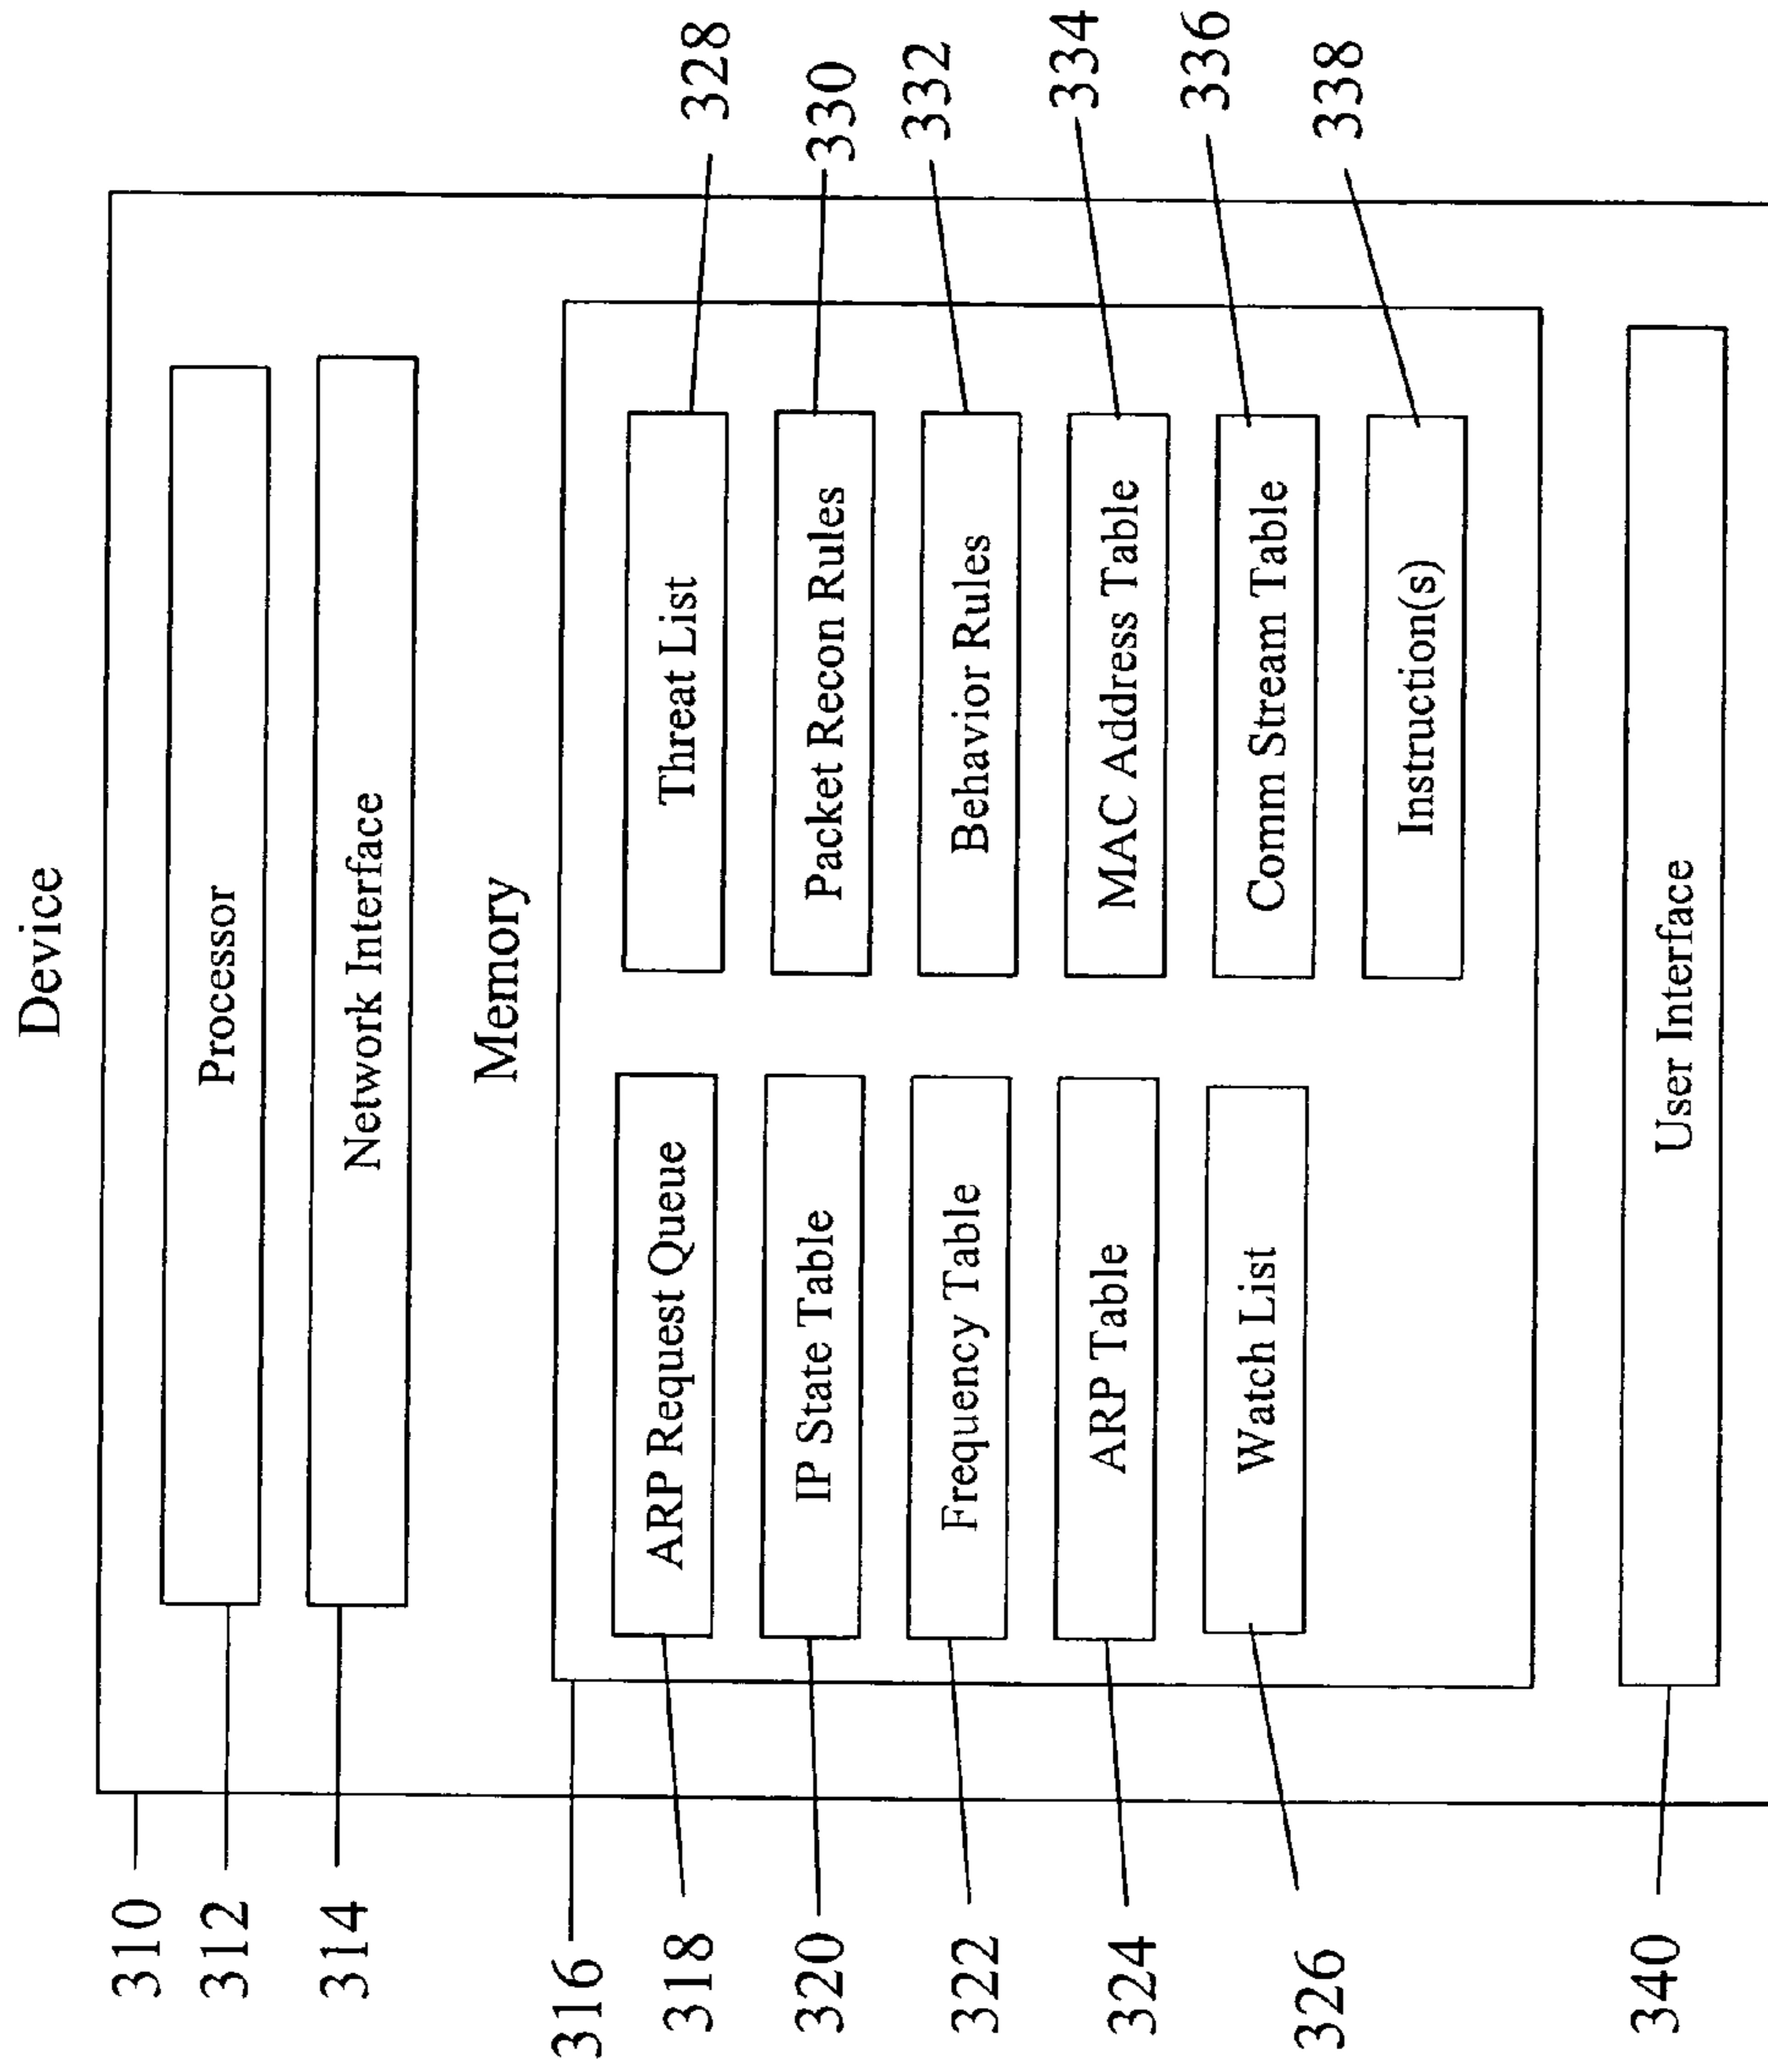 Device
310
312
Processor
314
Network Interface
Memory
316
318
ARP Request Queue
Threat List
328
320
IP State Table
Packet Recon Rules
330
322
Frequency Table
Behavior Rules
332
324
ARP Table
MAC Address Table
334
326
Watch List
Comm Stream Table
336
Instruction(s)
338
340
User Interface